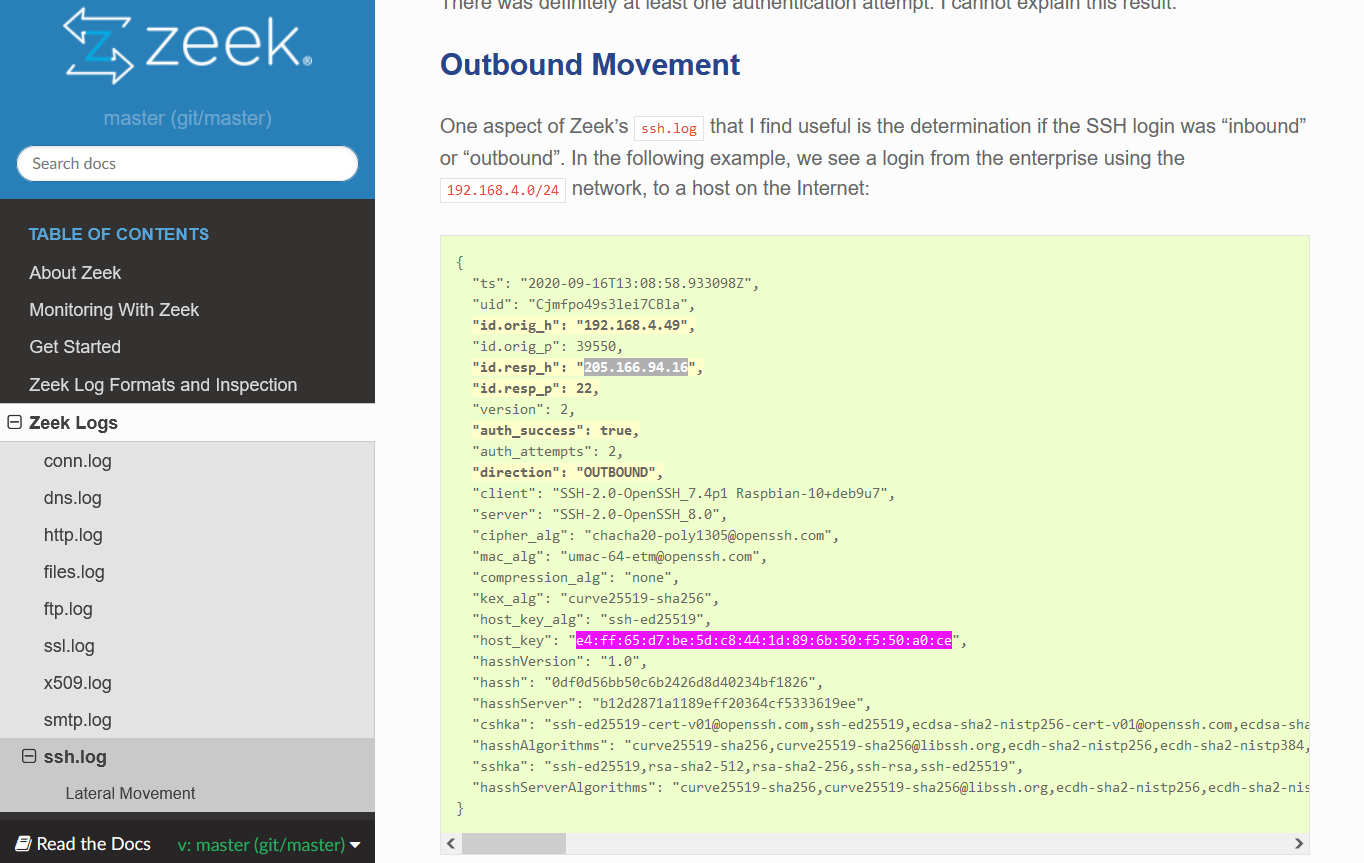 zeek®
master (git/master)
Search docs
TABLE OF CONTENTS
About Zeek
Monitoring With Zeek
Get Started
Zeek Log Formats and Inspection
Zeek Logs
conn.log
dns.log
http.log
files.log
ftp.log
ssl.log
x509.log
smtp.log
ssh.log
Lateral Movement
Read the Docs v: master (git/master)
There was definitely at least one authentication attempt. I cannot explain this result.
Outbound Movement
One aspect of Zeek’s ssh.log that I find useful is the determination if the SSH login was “inbound”
or “outbound”. In the following example, we see a login from the enterprise using the
192.168.4.0/24 network, to a host on the Internet:
{
"ts": "2020-09-16T13:08:58.933098Z",
"uid": "Cjmfpo49s3lei7CBla",
"id.orig_h": "192.168.4.49",
"id.orig_p": 39550,
"id.resp_h": "205.166.94.16",
"id.resp_p": 22,
"version": 2,
"auth_success": true,
"auth_attempts": 2,
"direction": "OUTBOUND",
"client": "SSH-2.0-OpenSSH_7.4p1 Raspbian-10+deb9u7",
"server": "SSH-2.0-OpenSSH_8.0",
"cipher_alg": "chacha20-poly1305@openssh.com",
"mac_alg": "umac-64-etm@openssh.com",
"compression_alg": "none",
"kex_alg": "curve25519-sha256",
"host_key_alg": "ssh-ed25519",
"host_key": "e4:ff:65:d7:be:5d:c8:44:1d:89:6b:50:f5:50:a0:ce",
"hasshVersion": "1.0",
"hassh": "0df0d56bb50c6b2426d8d40234bf1826",
"hasshServer": "b12d2871a1189eff20364cf5333619ee",
"cshka": "ssh-ed25519-cert-v01@openssh.com,ssh-ed25519,ecdsa-sha2-nistp256-cert-v01@openssh.com,ecdsa-sha
"hasshAlgorithms": "curve25519-sha256,curve25519-sha256@libssh.org,ecdh-sha2-nistp256,ecdh-sha2-nistp384,
"sshka": "ssh-ed25519,rsa-sha2-512,rsa-sha2-256,ssh-rsa,ssh-ed25519",
"hasshServerAlgorithms": "curve25519-sha256,curve25519-sha256@libssh.org,ecdh-sha2-nistp256,ecdh-sha2-nis
}